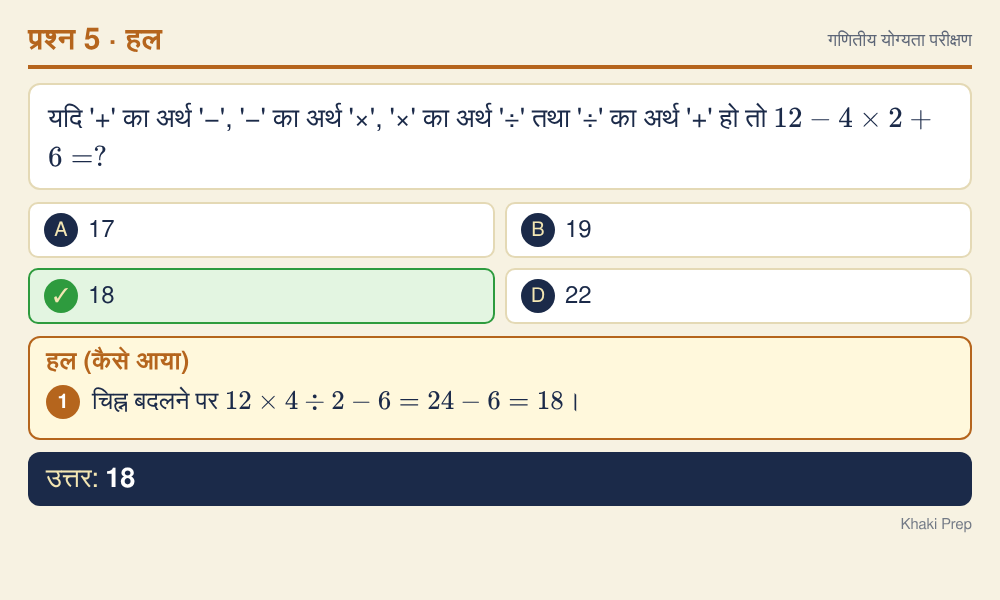 प्रश्न 5 · हल
गणितीय योग्यता परीक्षण
यदि '+' का अर्थ '−', '−' का अर्थ '×', '×' का अर्थ '÷' तथा '÷' का अर्थ '+' हो तो 12 − 4 × 2 +
6 =?
A 17
B 19
✓ 18
D 22
हल (कैसे आया)
1 चिह्न बदलने पर 12 × 4 ÷ 2 − 6 = 24 − 6 = 18 ।
उत्तर: 18
Khaki Prep